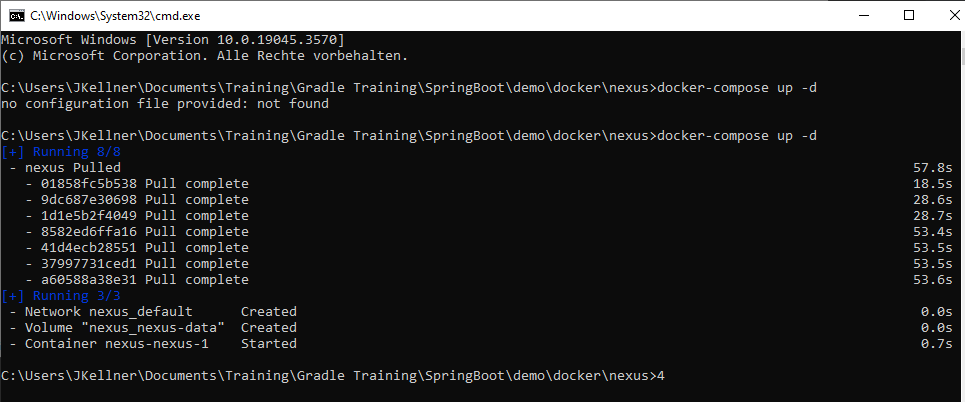 C:\Windows\System32\cmd.exe
Microsoft Windows [Version 10.0.19045.3570]
(c) Microsoft Corporation. Alle Rechte vorbehalten.
C:\Users\JKellner\Documents\Training\Gradle Training\SpringBoot\demo\docker\nexus>docker-compose up -d
no configuration file provided: not found
C:\Users\JKellner\Documents\Training\Gradle Training\SpringBoot\demo\docker\nexus>docker-compose up -d
[+] Running 8/8
- nexus Pulled 57.8s
- 01858fc5b538 Pull complete 18.5s
- 9dc687e30698 Pull complete 28.6s
- 1d1e5b2f4049 Pull complete 28.7s
- 8582ed6ffa16 Pull complete 53.4s
- 41d4ecb28551 Pull complete 53.5s
- 37997731ced1 Pull complete 53.5s
- a60588a38e31 Pull complete 53.6s
[+] Running 3/3
- Network nexus_default Created 0.0s
- Volume "nexus_nexus-data" Created 0.0s
- Container nexus-nexus-1 Started 0.7s
C:\Users\JKellner\Documents\Training\Gradle Training\SpringBoot\demo\docker\nexus>4